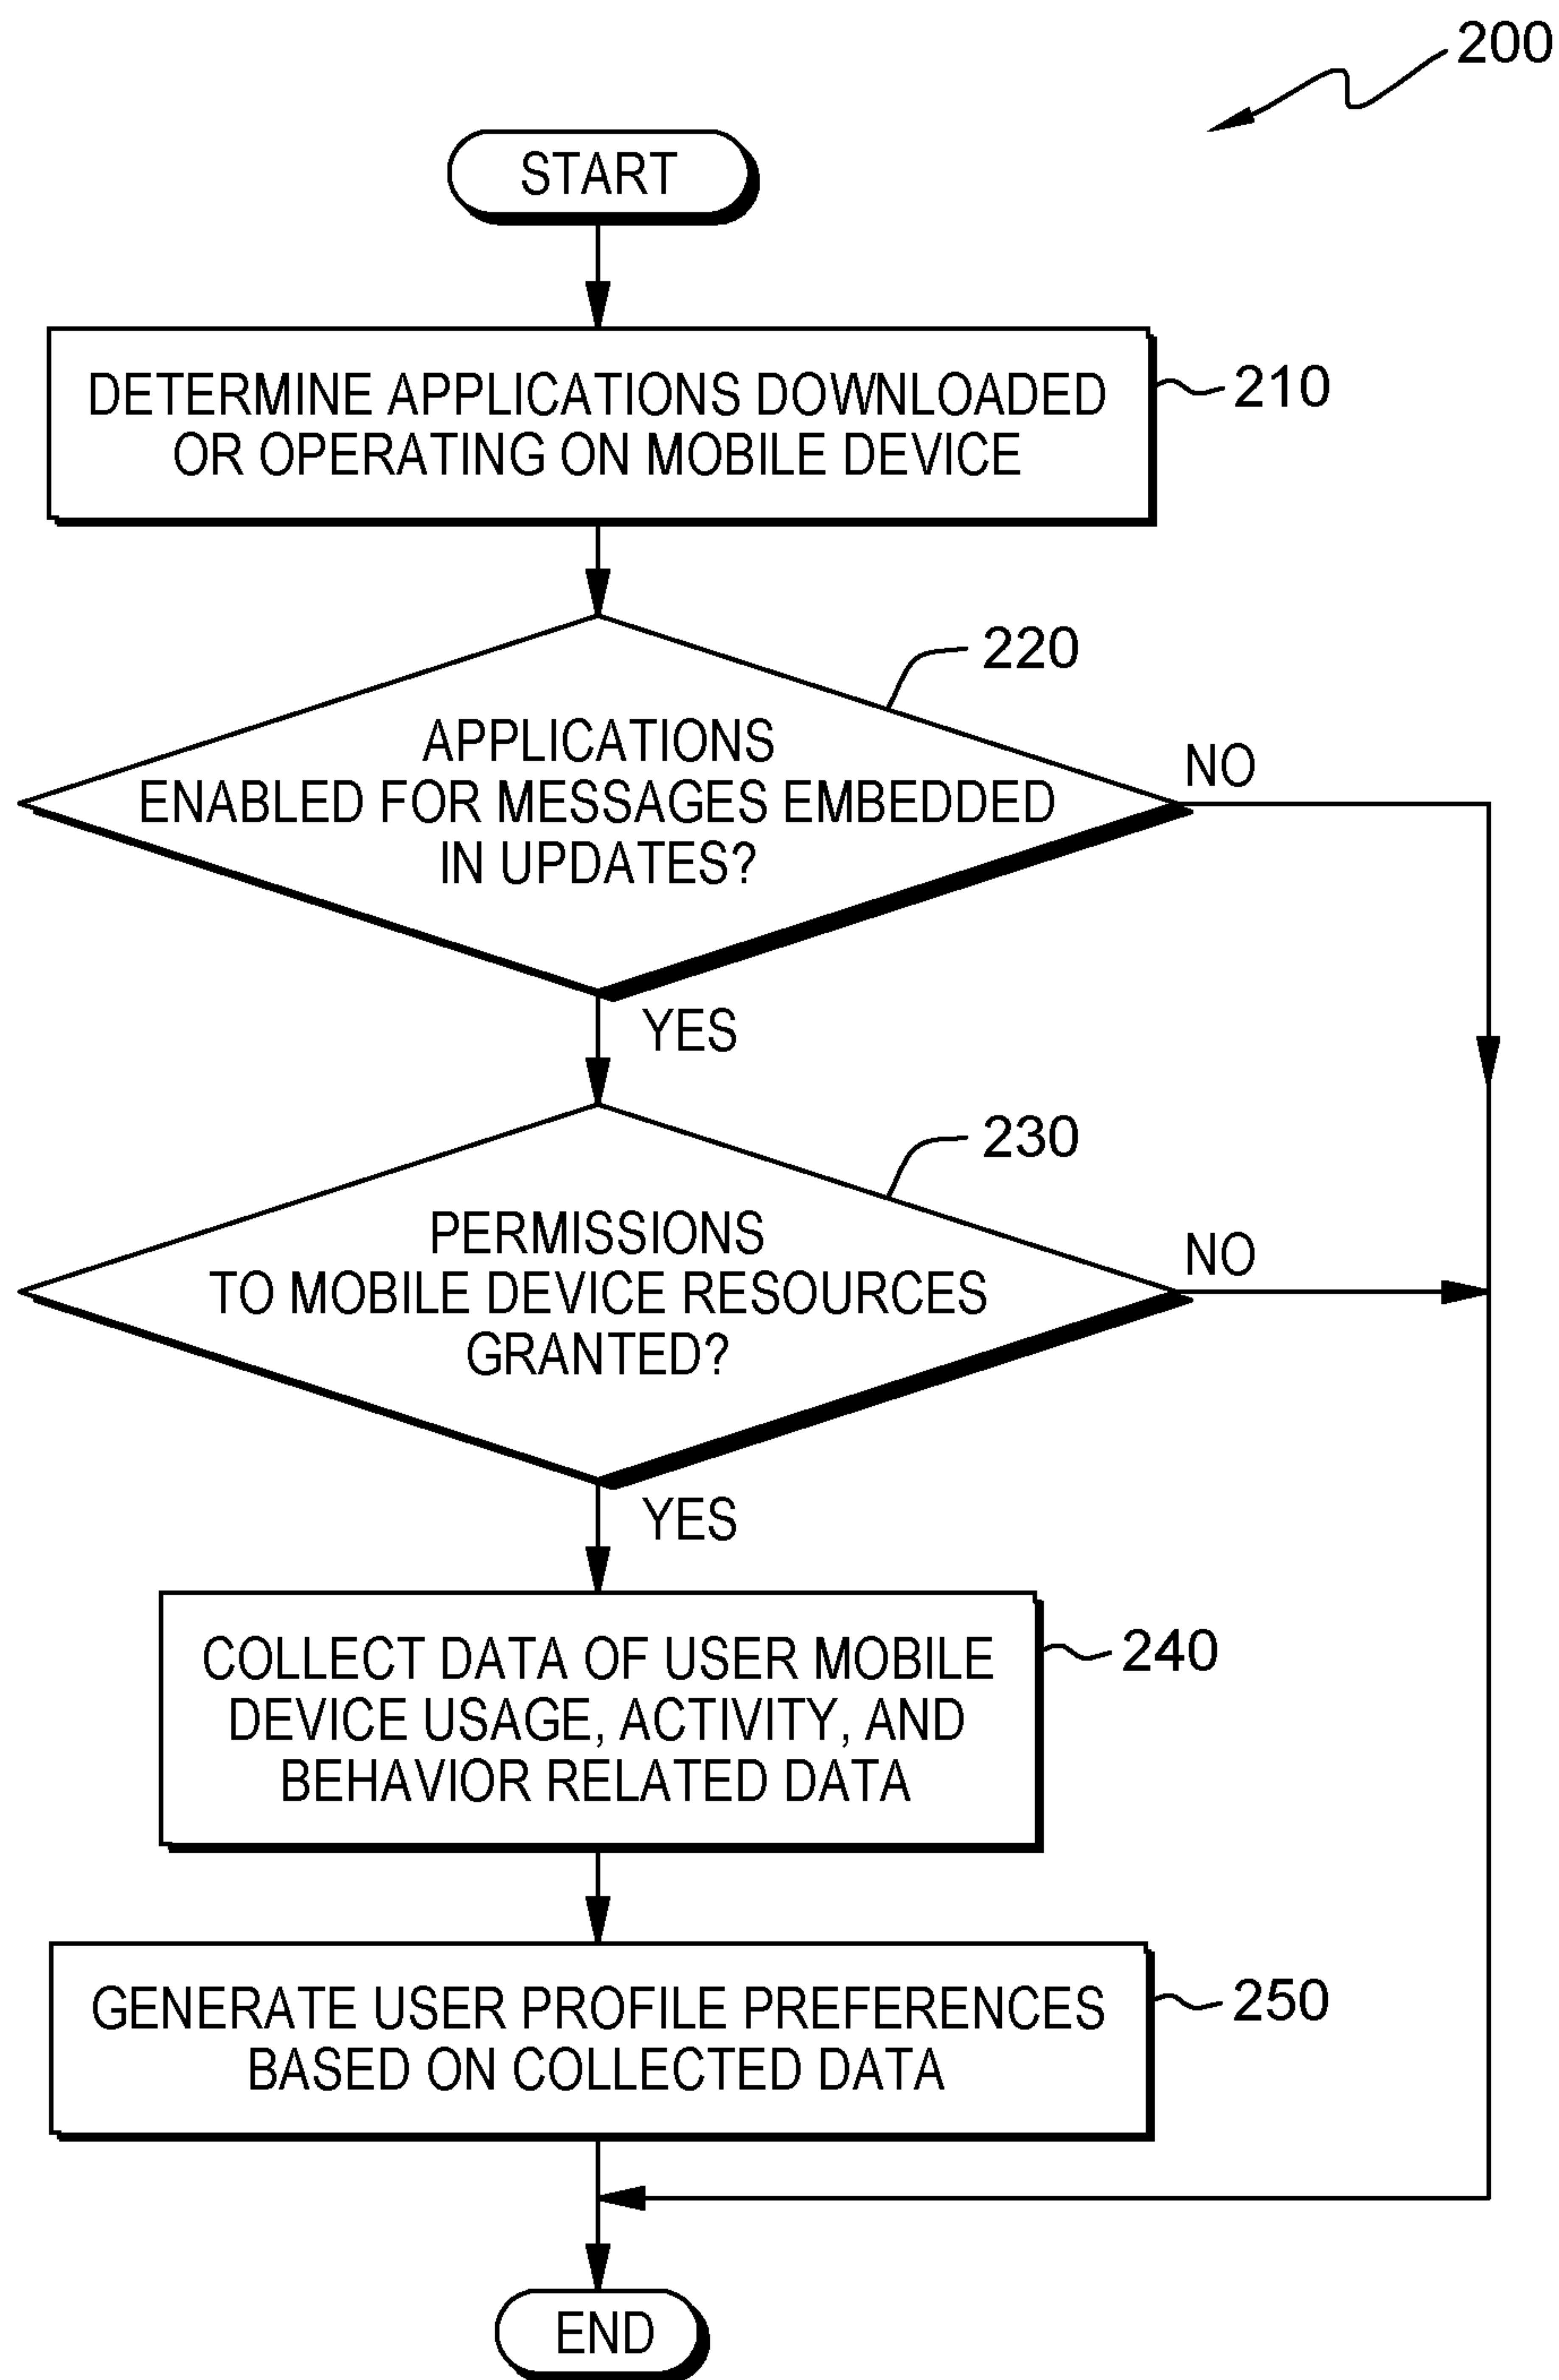 200
START
DETERMINE APPLICATIONS DOWNLOADED
OR OPERATING ON MOBILE DEVICE
210
220
APPLICATIONS
ENABLED FOR MESSAGES EMBEDDED
IN UPDATES?
NO
YES
230
PERMISSIONS
TO MOBILE DEVICE RESOURCES
GRANTED?
NO
YES
COLLECT DATA OF USER MOBILE
DEVICE USAGE, ACTIVITY, AND
BEHAVIOR RELATED DATA
240
GENERATE USER PROFILE PREFERENCES
BASED ON COLLECTED DATA
250
END